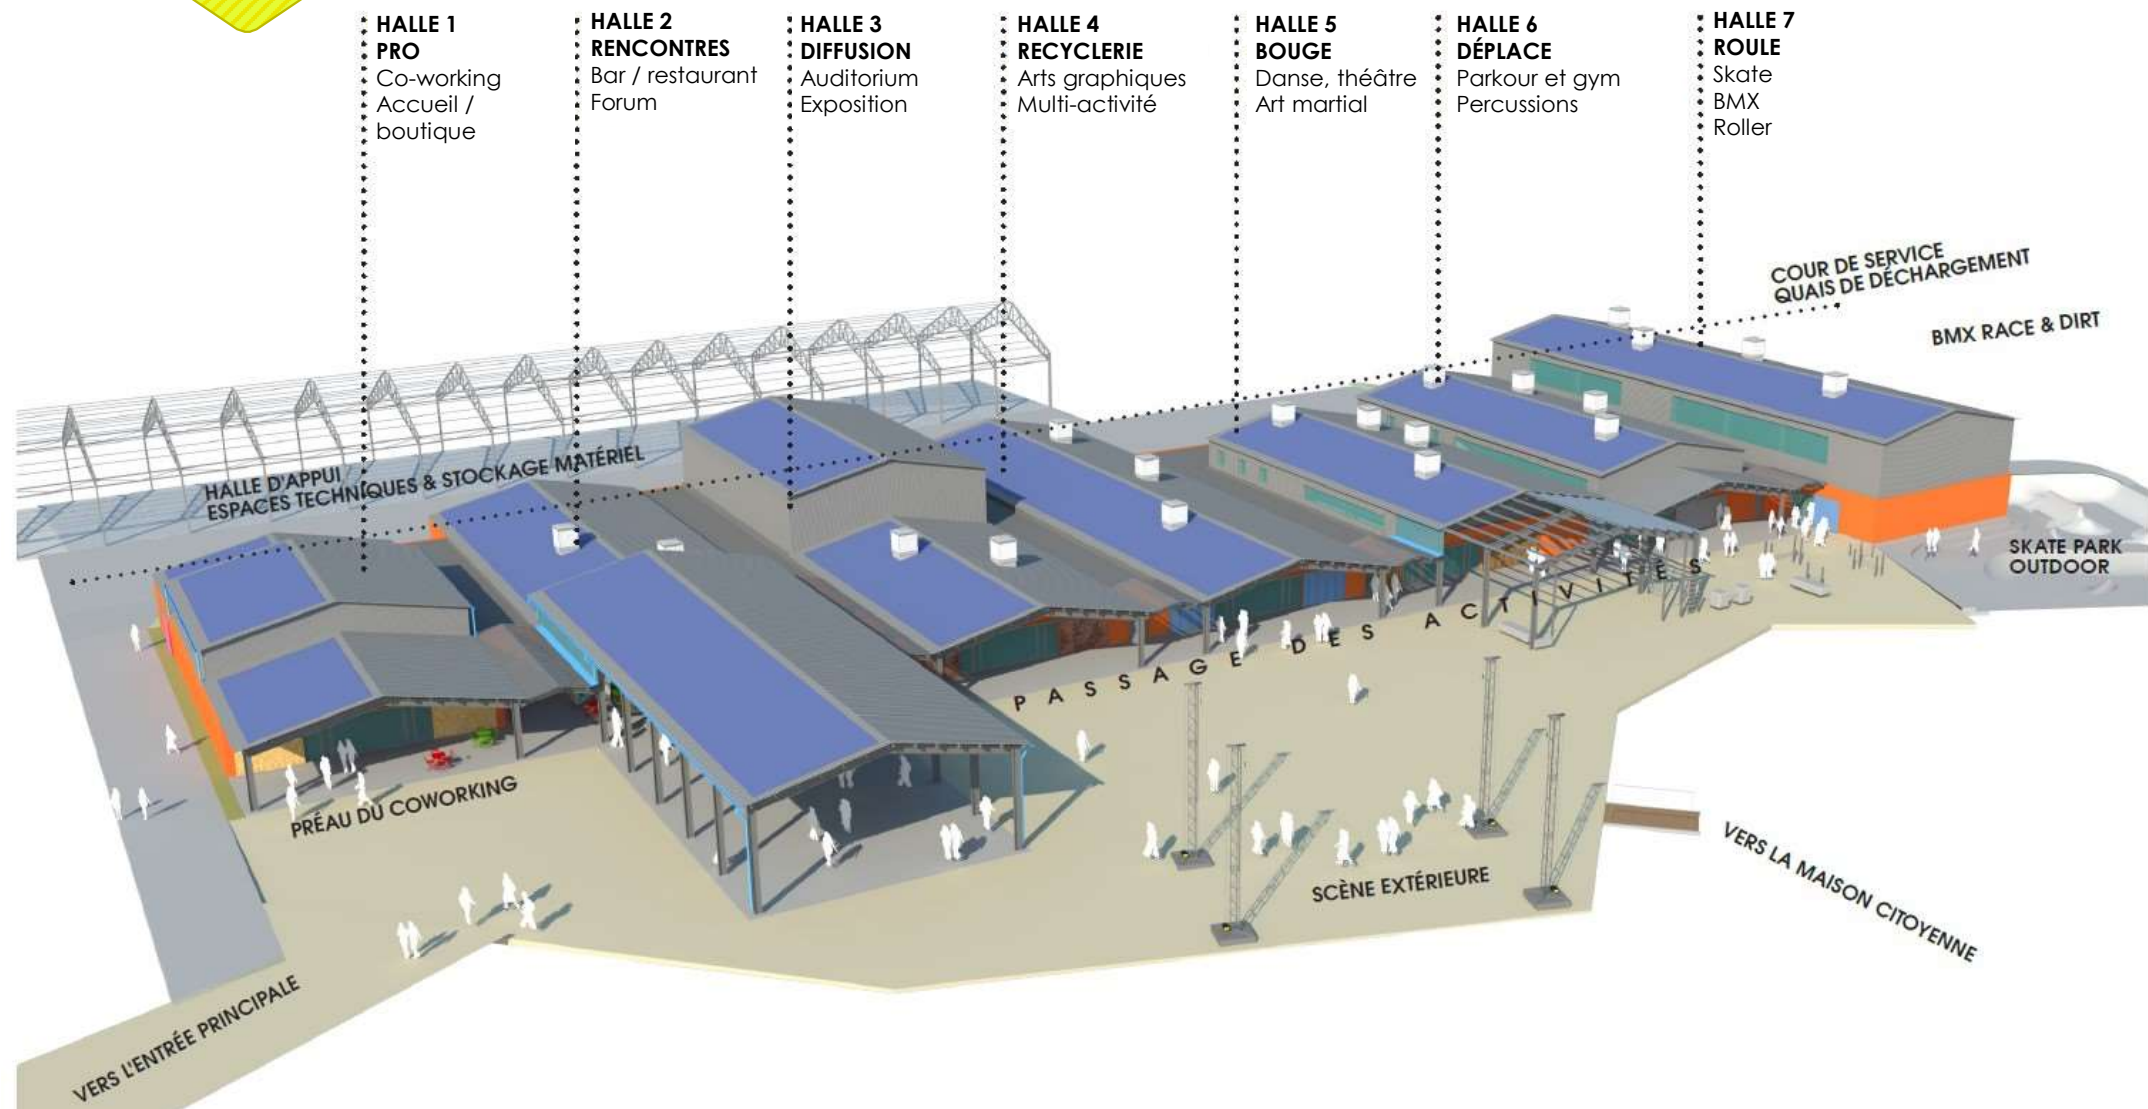 HALLE 1
PRO
Co-working
Accueil /
boutique
HALLE 2
RENCONTRES
Bar / restaurant
Forum
HALLE 3
DIFFUSION
Auditorium
Exposition
HALLE 4
RECYCLERIE
Arts graphiques
Multi-activité
HALLE 5
BOUGE
Danse, théâtre
Art martial
HALLE 6
DÉPLACE
Parkour et gym
Percussions
HALLE 7
ROULE
Skate
BMX
Roller
COUR DE SERVICE
QUAIS DE DÉCHARGEMENT
BMX RACE & DIRT
HALLE D'APPUI
ESPACES TECHNIQUES & STOCKAGE MATÉRIEL
SKATE PARK
OUTDOOR
PASSAGE DES ACTIVITÉS
PRÉAU DU COWORKING
SCÈNE EXTÉRIEURE
VERS LA MAISON CITOYENNE
VERS L'ENTRÉE PRINCIPALE